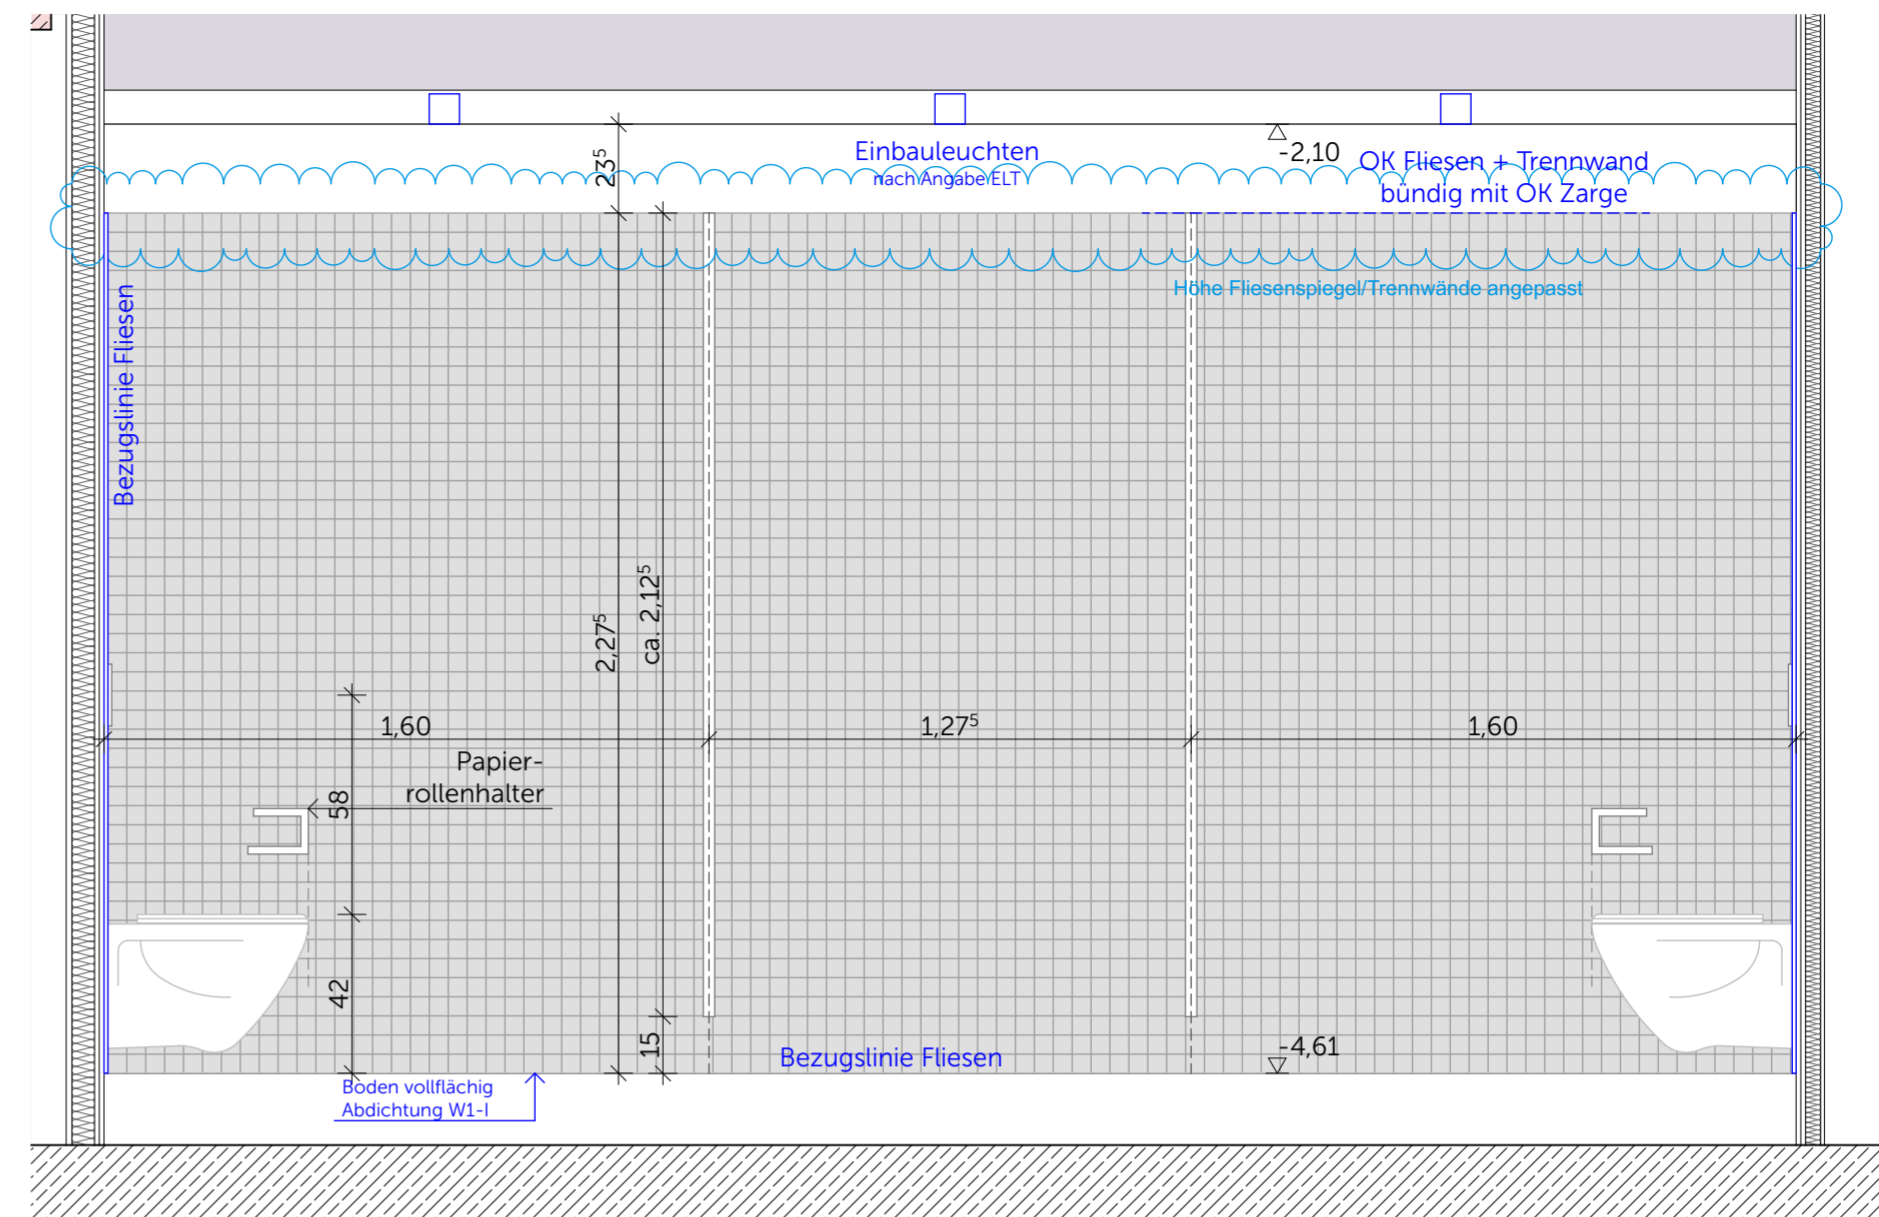 23⁵
Einbauleuchten
nach Angabe ELT
-2,10
OK Fliesen + Trennwand
bündig mit OK Zarge
Höhe Fliesenspiegel/Trennwände angepasst
Bezugslinie Fliesen
2,27⁵
ca. 2,12⁵
1,60
1,27⁵
1,60
Papier-
rollenhalter
58
42
15
Bezugslinie Fliesen
-4,61
Boden vollflächig
Abdichtung W1-I